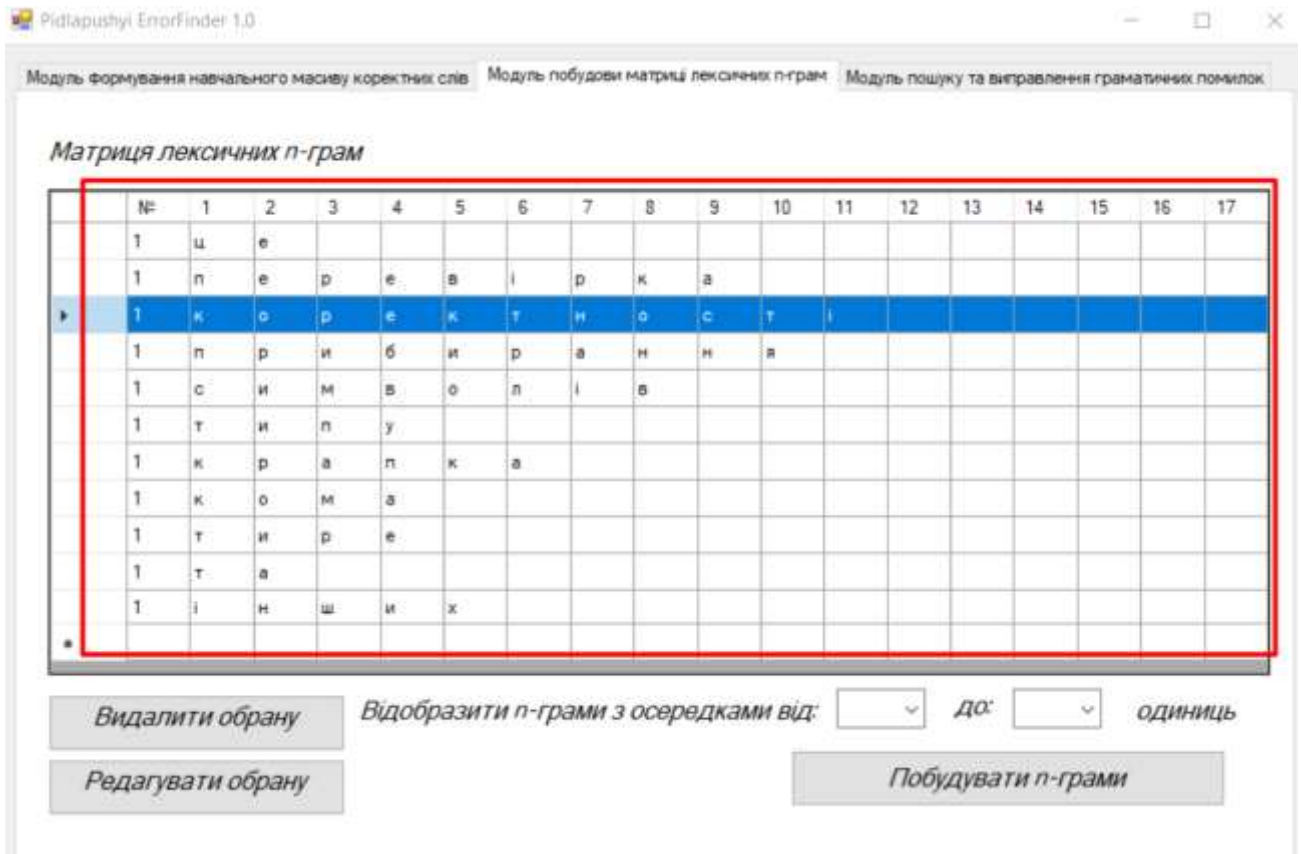 Pidlapushyi ErrorFinder 1.0
Модуль формування навчального масиву коректних слів Модуль побудови матриці лексичних n-грам Модуль пошуку та виправлення граматичних помилок
Матриця лексичних n-грам
№ 1 2 3 4 5 6 7 8 9 10 11 12 13 14 15 16 17
1 ц е
1 п е р е в і р к а
1 к о р е к т н о с т і
1 п р и б и р а н н я
1 с и м в о л і в
1 т и п у
1 к р а п к а
1 к о м а
1 т и р е
1 т а
1 і н ш и х
Видалити обрану Відобразити n-грами з осередками від: до: одиниць
Редагувати обрану Побудувати n-грами